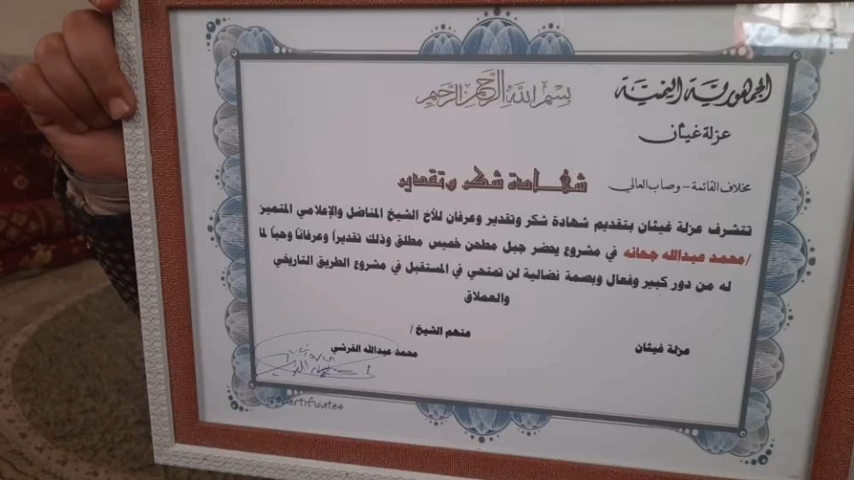 الجمهورية اليمنية
بسم الله الرحمن الرحيم
عزلة غيثان
مخلاف القائمة - وصاب العالي
شهادة شكر وتقدير
تتشرف عزلة غيثان بتقديم شهادة شكر وتقدير وعرفان للأخ الشيخ المناضل والإعلامي المتميز
/محمد عبدالله جهانه في مشروع يحضر جبل مطحن خميس مطلق وذلك تقديراً وعرفاناً وحباً لما
له من دور كبير وفعال وبصمة نضالية لن تمتحي في المستقبل في مشروع الطريق التاريخي
والعملاق
منهم الشيخ /
عزلة غيثان
محمد عبدالله القرشي
certificates